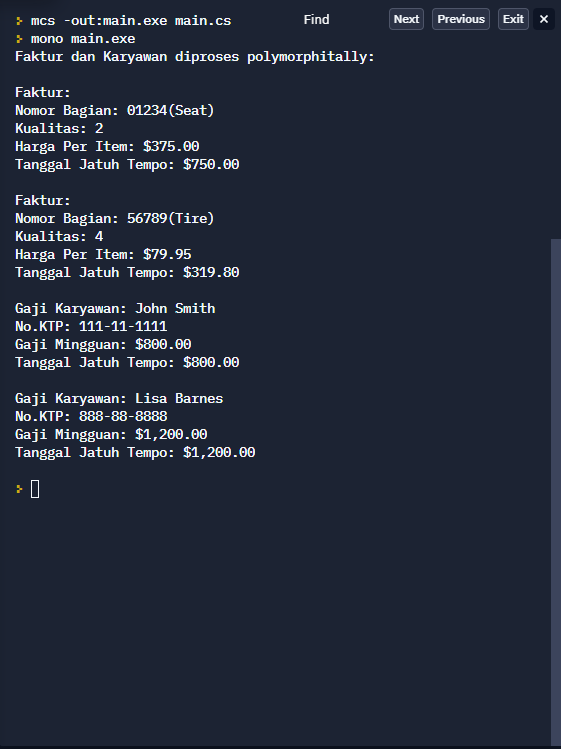 > mcs -out:main.exe main.cs
Find Next Previous Exit ×
> mono main.exe
Faktur dan Karyawan diproses polymorphitally:
Faktur:
Nomor Bagian: 01234(Seat)
Kualitas: 2
Harga Per Item: $375.00
Tanggal Jatuh Tempo: $750.00
Faktur:
Nomor Bagian: 56789(Tire)
Kualitas: 4
Harga Per Item: $79.95
Tanggal Jatuh Tempo: $319.80
Gaji Karyawan: John Smith
No.KTP: 111-11-1111
Gaji Mingguan: $800.00
Tanggal Jatuh Tempo: $800.00
Gaji Karyawan: Lisa Barnes
No.KTP: 888-88-8888
Gaji Mingguan: $1,200.00
Tanggal Jatuh Tempo: $1,200.00
>